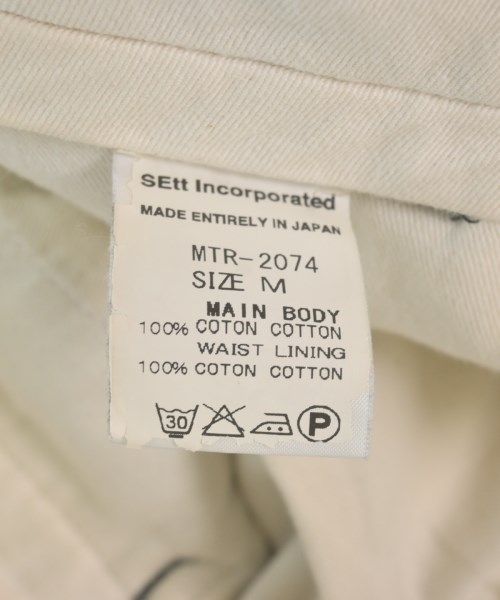 SEtt Incorporated
MADE ENTIRELY IN JAPAN
MTR-2074
SIZE M
MAIN BODY
100% COTON COTTON
WAIST LINING
100% COTON COTTON
30 P